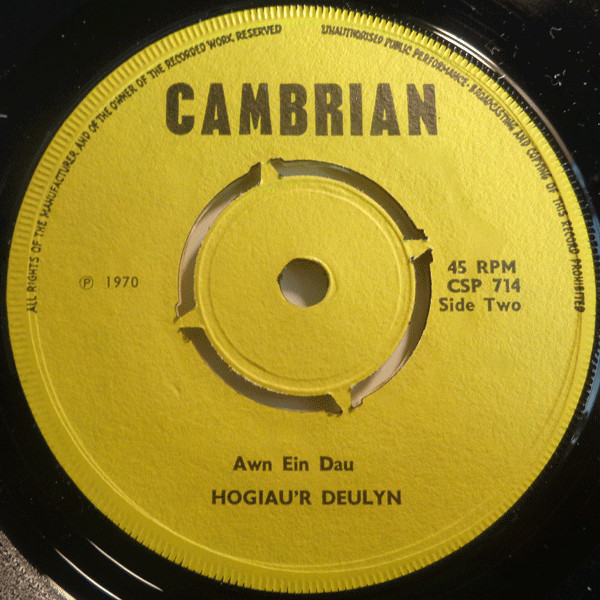 ALL RIGHTS OF THE MANUFACTURER AND OF THE OWNER OF THE RECORDED WORK RESERVED
UNAUTHORISED PUBLIC PERFORMANCE, BROADCASTING AND COPYING OF THIS RECORD PROHIBITED
CAMBRIAN
℗ 1970
45 RPM
CSP 714
Side Two
Awn Ein Dau
HOGIAU'R DEULYN